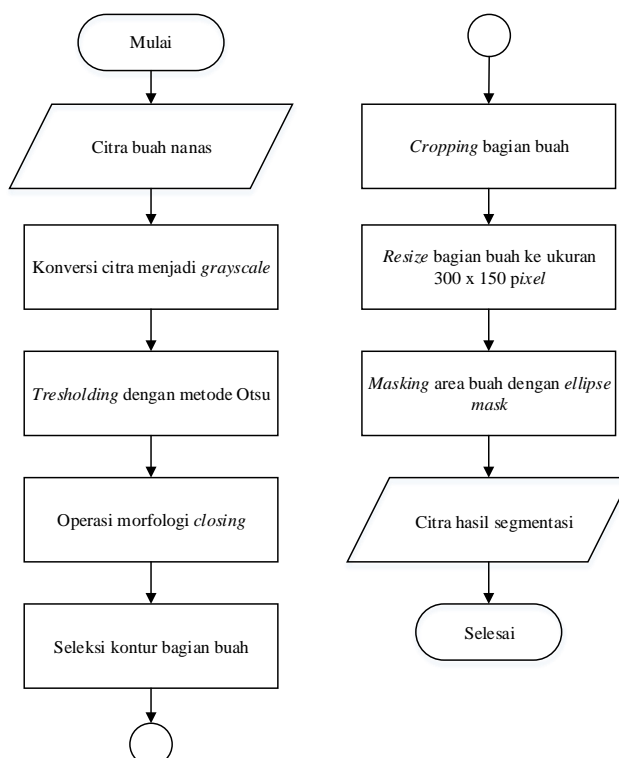 Mulai
Citra buah nanas
Konversi citra menjadi grayscale
Tresholding dengan metode Otsu
Operasi morfologi closing
Seleksi kontur bagian buah
Cropping bagian buah
Resize bagian buah ke ukuran
300 x 150 pixel
Masking area buah dengan ellipse
mask
Citra hasil segmentasi
Selesai